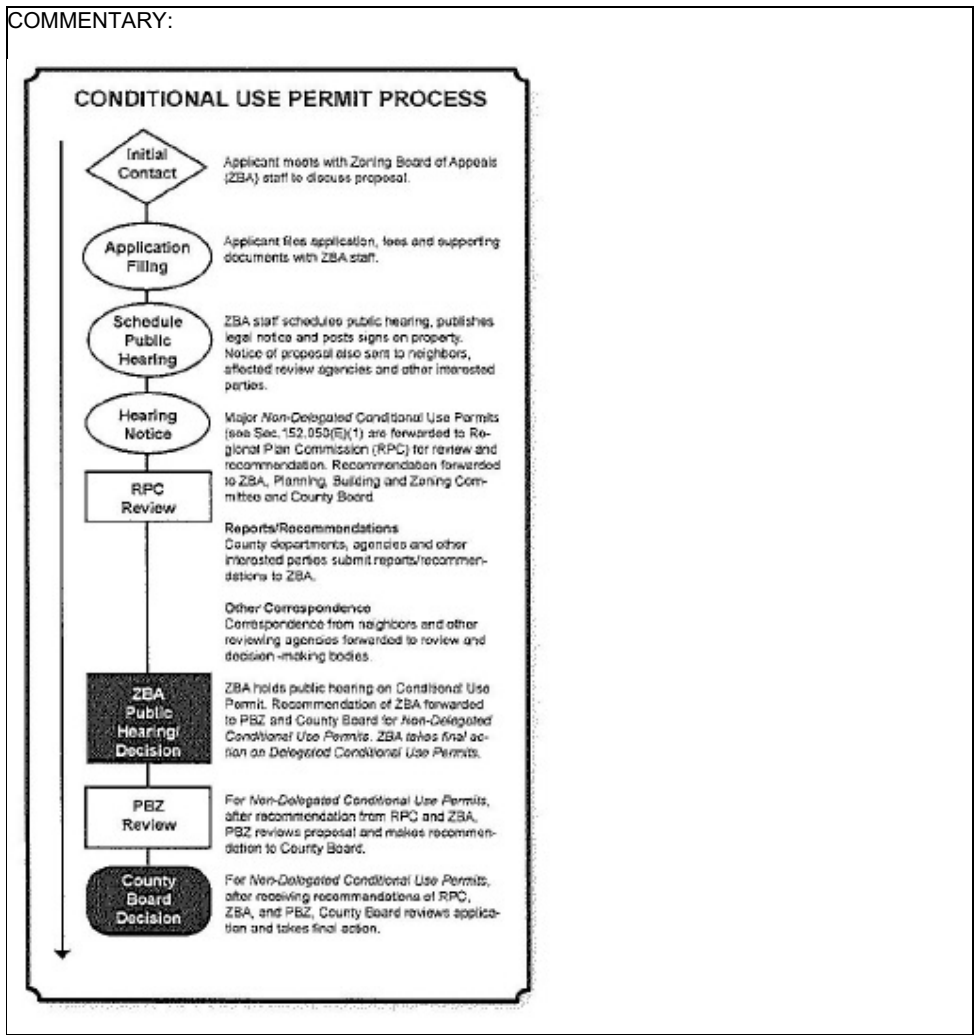 COMMENTARY:
CONDITIONAL USE PERMIT PROCESS
Initial
Contact
Applicant meets with Zoning Board of Appeals
(ZBA) staff to discuss proposal.
Application
Filing
Applicant files application, fees and supporting
documents with ZBA staff.
Schedule
Public
Hearing
ZBA staff schedules public hearing, publishes
legal notice and posts signs on property.
Notice of proposal also sent to neighbors,
affected review agencies and other interested
parties.
Hearing
Notice
Major Non-Delegated Conditional Use Permits
(see Sec.152.050(E)(1) are forwarded to Re-
gional Plan Commission (RPC) for review and
recommendation. Recommendation forwarded
to ZBA, Planning, Building and Zoning Com-
mittee and County Board
RPC
Review
Reports/Recommendations
County departments, agencies and other
interested parties submit reports/recommen-
dations to ZBA.
Other Correspondence
Correspondence from neighbors and other
reviewing agencies forwarded to review and
decision-making bodies.
ZBA
Public
Hearing/
Decision
ZBA holds public hearing on Conditional Use
Permit. Recommendation of ZBA forwarded
to PBZ and County Board for Non-Delegated
Conditional Use Permits. ZBA takes final ac-
tion on Delegated Conditional Use Permits.
PBZ
Review
For Non-Delegated Conditional Use Permits,
after recommendation from RPC and ZBA,
PBZ reviews proposal and makes recommen-
dation to County Board.
County
Board
Decision
For Non-Delegated Conditional Use Permits,
after receiving recommendations of RPC,
ZBA, and PBZ, County Board reviews applica-
tion and takes final action.